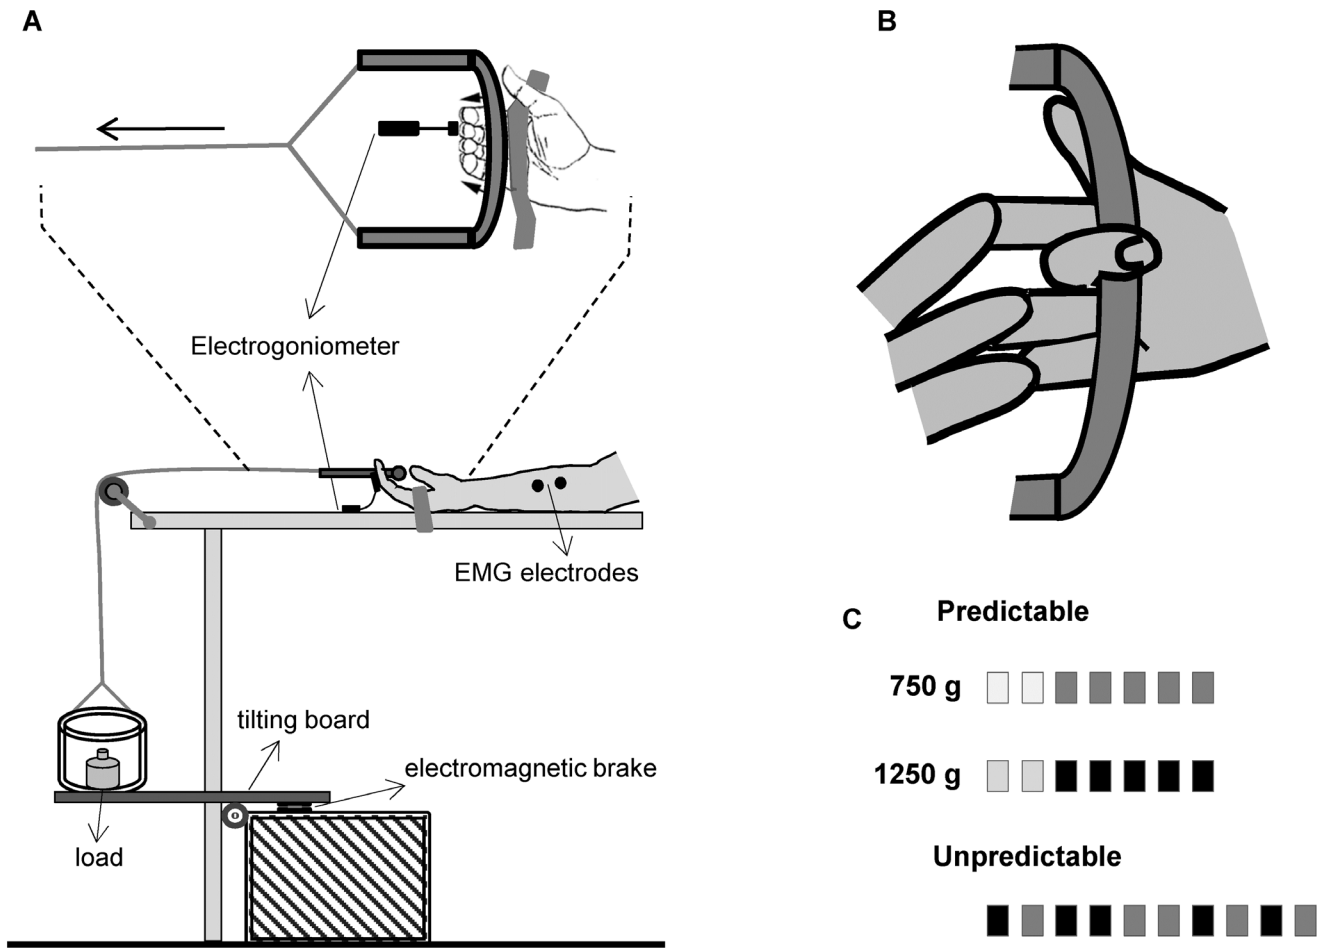 A
B
Electrogoniometer
EMG electrodes
C
Predictable
750 g
1250 g
Unpredictable
tilting board
electromagnetic brake
load